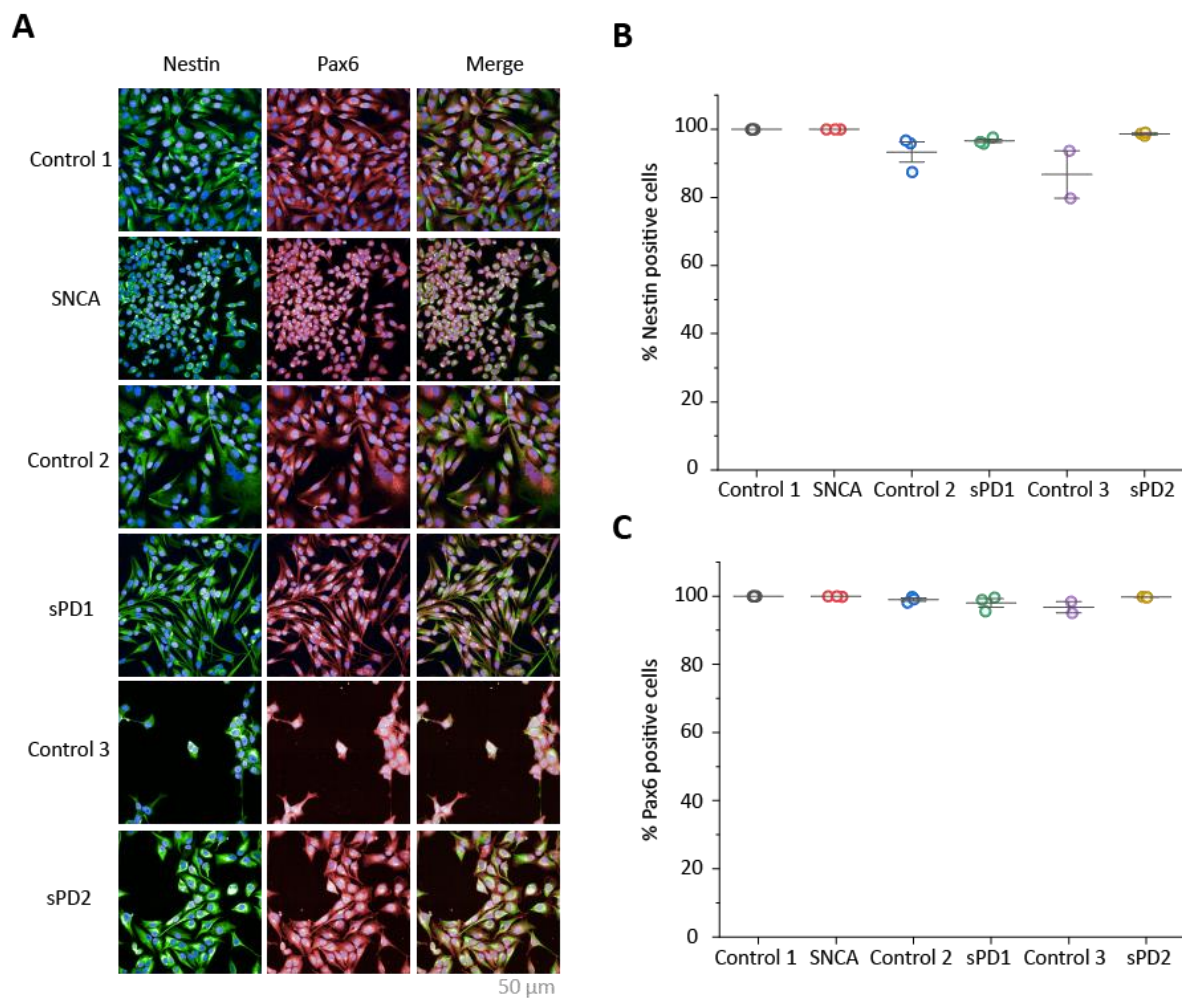 A
Nestin Pax6 Merge
Control 1
SNCA
Control 2
sPD1
Control 3
sPD2
50 µm
B
% Nestin positive cells
100
80
60
40
20
0
Control 1 SNCA Control 2 sPD1 Control 3 sPD2
C
% Pax6 positive cells
100
80
60
40
20
0
Control 1 SNCA Control 2 sPD1 Control 3 sPD2